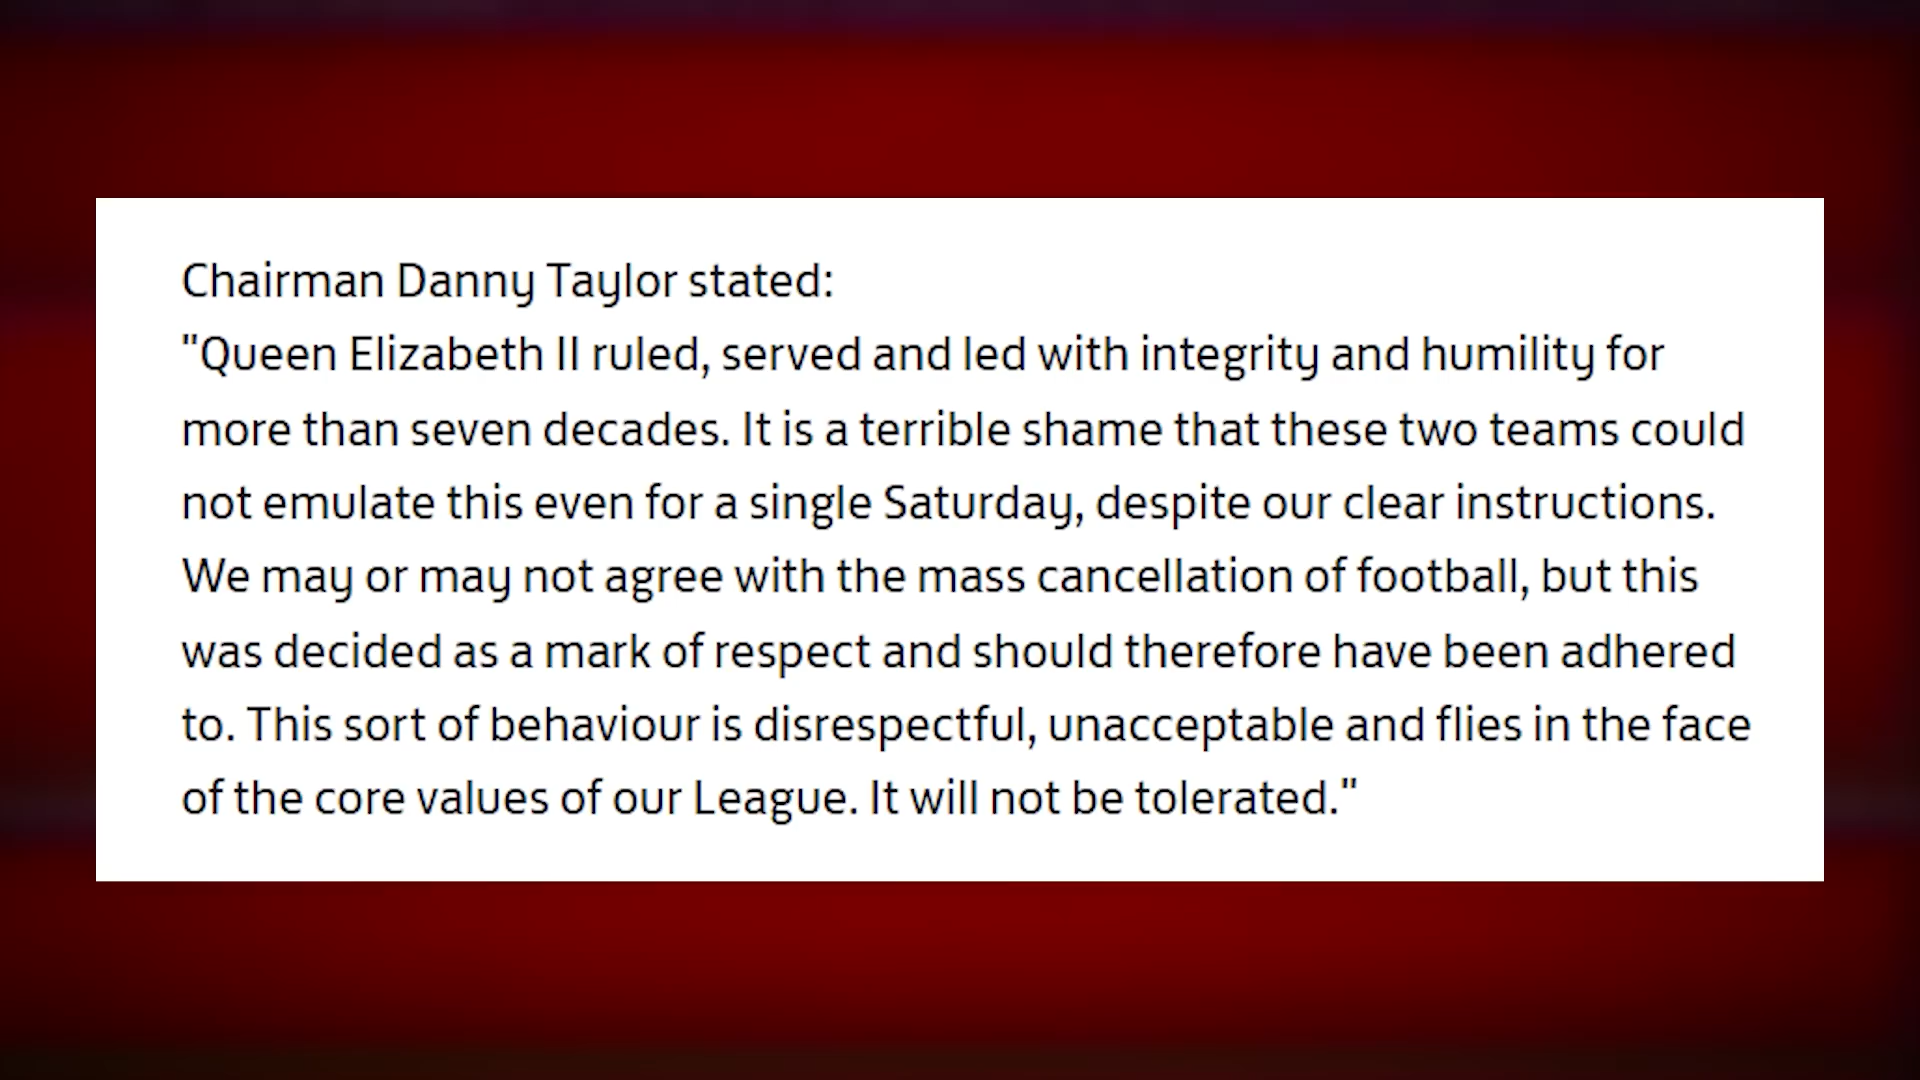 Chairman Danny Taylor stated:
"Queen Elizabeth II ruled, served and led with integrity and humility for
more than seven decades. It is a terrible shame that these two teams could
not emulate this even for a single Saturday, despite our clear instructions.
We may or may not agree with the mass cancellation of football, but this
was decided as a mark of respect and should therefore have been adhered
to. This sort of behaviour is disrespectful, unacceptable and flies in the face
of the core values of our League. It will not be tolerated."